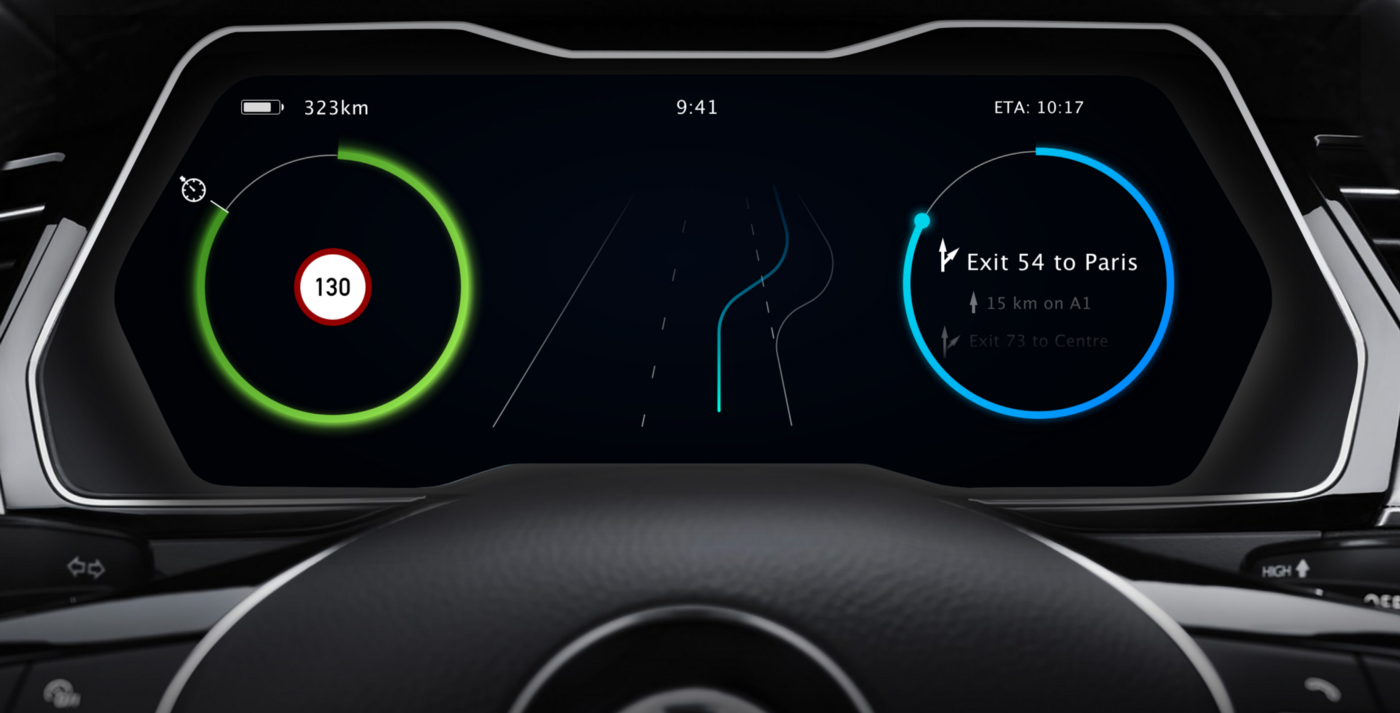 323km
9:41
ETA: 10:17
130
Exit 54 to Paris
15 km on A1
Exit 73 to Centre
HIGH